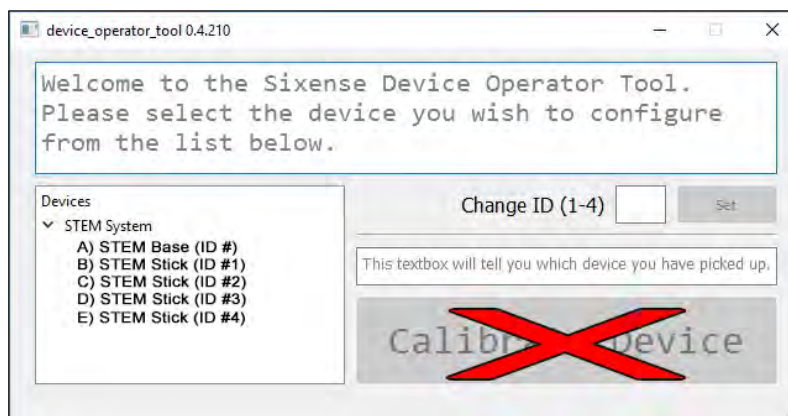 device_operator_tool 0.4.210
Welcome to the Sixense Device Operator Tool.
Please select the device you wish to configure
from the list below.
Devices
STEM System
A) STEM Base (ID #)
B) STEM Stick (ID #1)
C) STEM Stick (ID #2)
D) STEM Stick (ID #3)
E) STEM Stick (ID #4)
Change ID (1-4)
Set
This textbox will tell you which device you have picked up.
Device